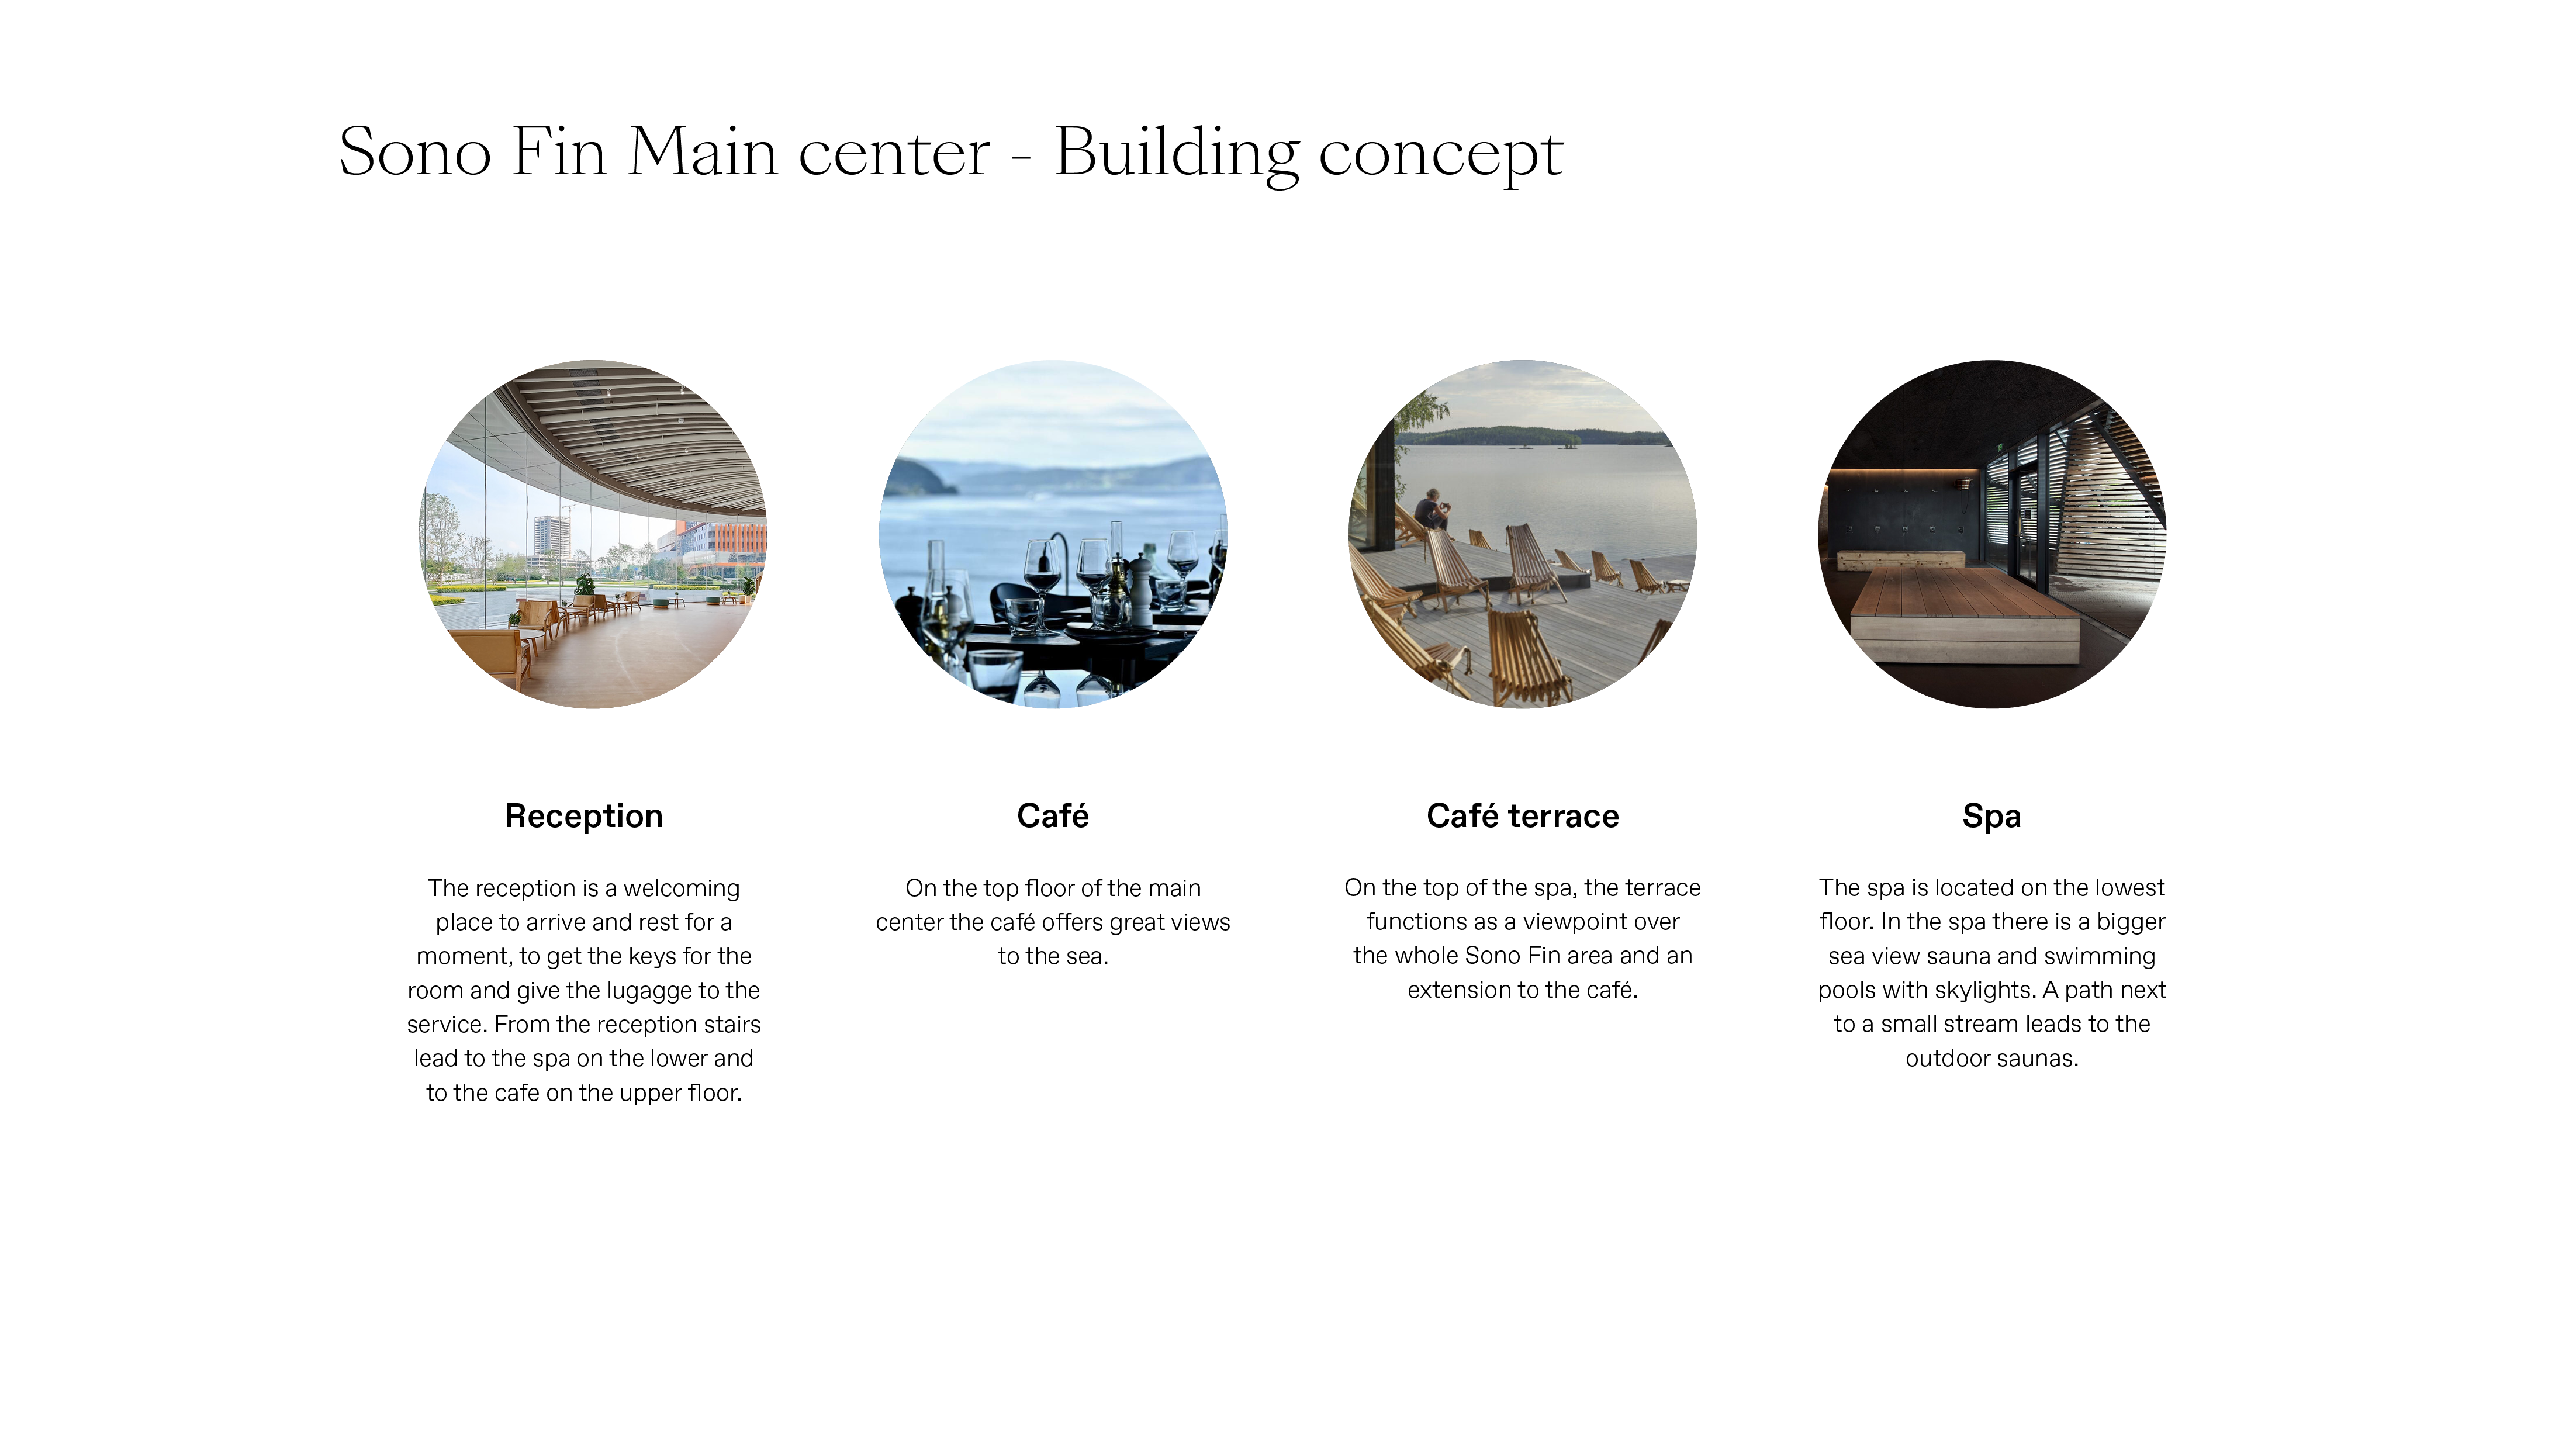 Sono Fin Main center - Building concept
Reception
The reception is a welcoming
place to arrive and rest for a
moment, to get the keys for the
room and give the lugagge to the
service. From the reception stairs
lead to the spa on the lower and
to the cafe on the upper floor.
Café
On the top floor of the main
center the café offers great views
to the sea.
Café terrace
On the top of the spa, the terrace
functions as a viewpoint over
the whole Sono Fin area and an
extension to the café.
Spa
The spa is located on the lowest
floor. In the spa there is a bigger
sea view sauna and swimming
pools with skylights. A path next
to a small stream leads to the
outdoor saunas.